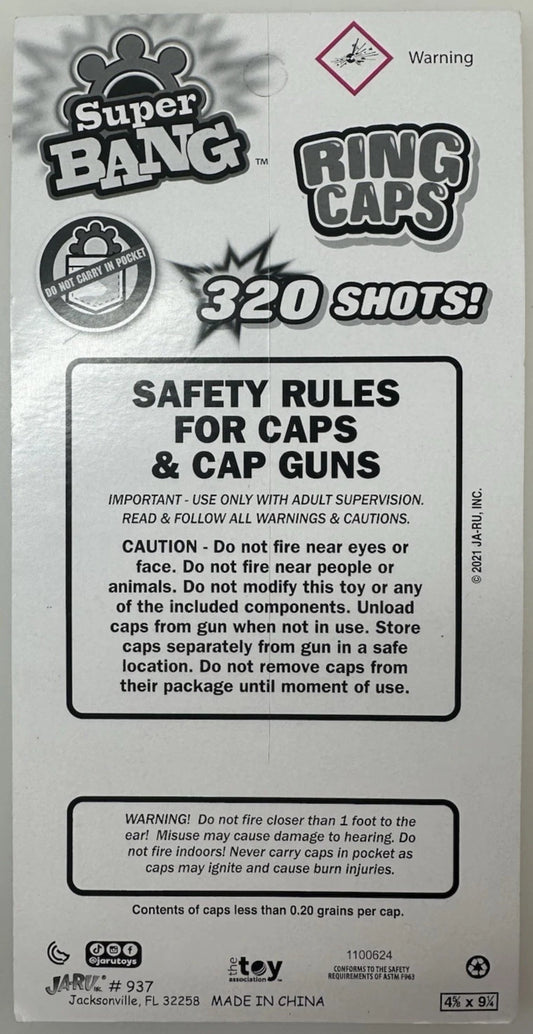 Super
BANG™
Warning
RING
CAPS
DO NOT CARRY IN POCKET
320 SHOTS!
SAFETY RULES
FOR CAPS
& CAP GUNS
IMPORTANT - USE ONLY WITH ADULT SUPERVISION.
READ & FOLLOW ALL WARNINGS & CAUTIONS.
CAUTION - Do not fire near eyes or
face. Do not fire near people or
animals. Do not modify this toy or any
of the included components. Unload
caps from gun when not in use. Store
caps separately from gun in a safe
location. Do not remove caps from
their package until moment of use.
© 2021 JA-RU, INC.
WARNING! Do not fire closer than 1 foot to the
ear! Misuse may cause damage to hearing. Do
not fire indoors! Never carry caps in pocket as
caps may ignite and cause burn injuries.
Contents of caps less than 0.20 grains per cap.
@jarutoys
JA-RU INC. # 937
Jacksonville, FL 32258 MADE IN CHINA
the toy
association™
1100624
CONFORMS TO THE SAFETY
REQUIREMENTS OF ASTM F963
4⅝ x 9¼